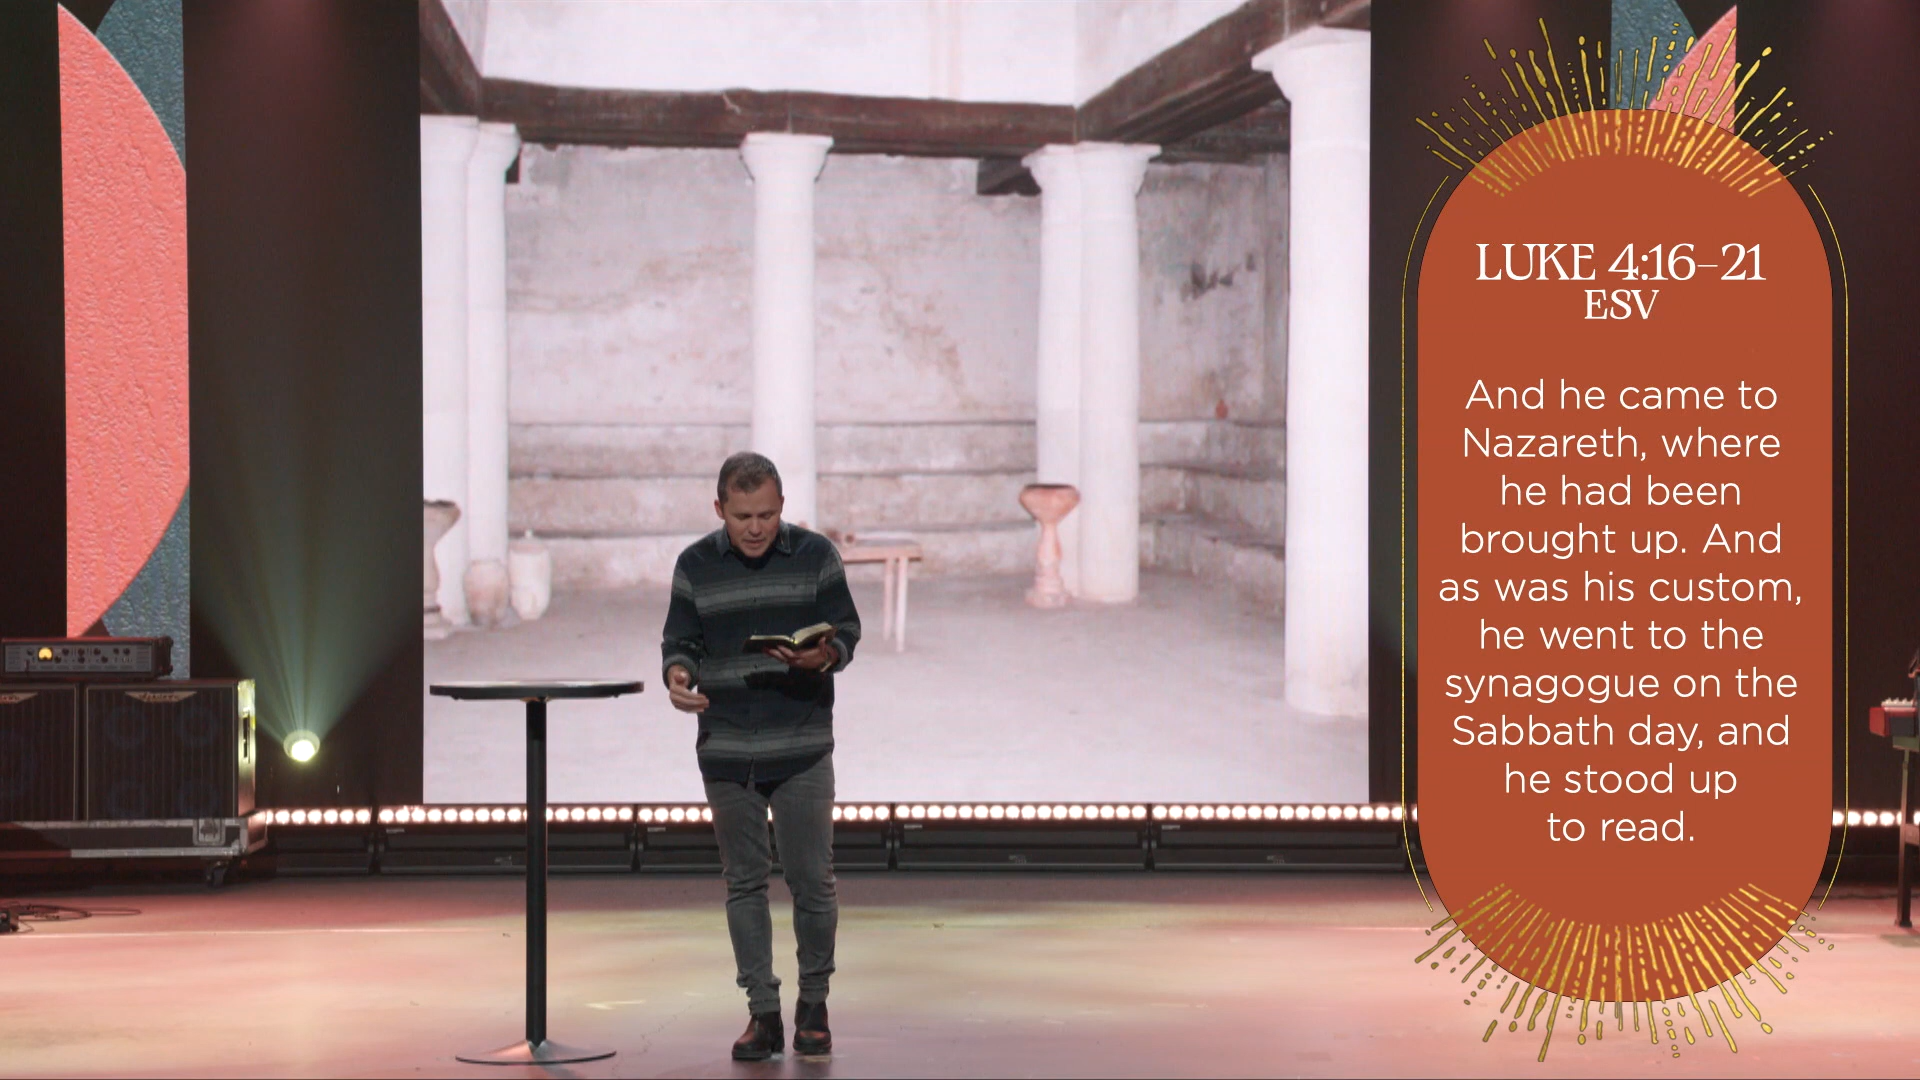 LUKE 4:16–21
ESV
And he came to
Nazareth, where
he had been
brought up. And
as was his custom,
he went to the
synagogue on the
Sabbath day, and
he stood up
to read.